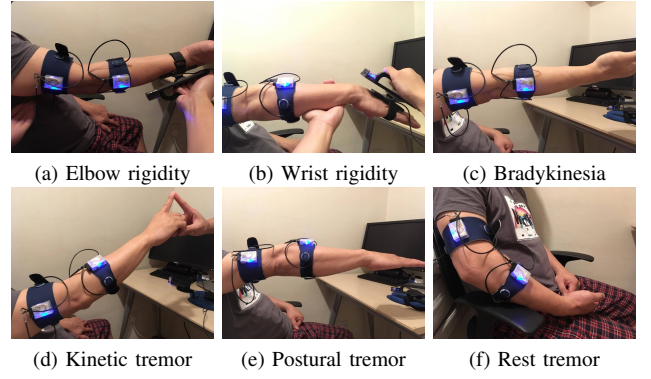 (a) Elbow rigidity
(b) Wrist rigidity
(c) Bradykinesia
(d) Kinetic tremor
(e) Postural tremor
(f) Rest tremor